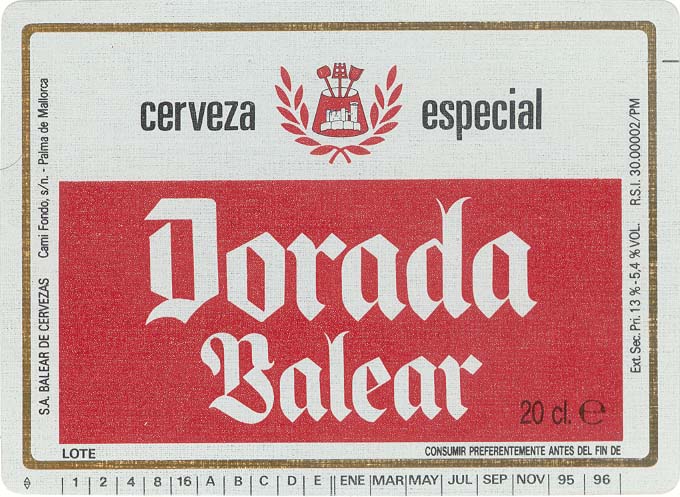 cerveza especial
Dorada
Balear
20 cl. ℮
S.A. BALEAR DE CERVEZAS Cami Fondo, s/n. - Palma de Mallorca
Ext. Sec. Pri. 13 % - 5,4 % VOL. R.S.I. 30.00002/PM
LOTE CONSUMIR PREFERENTEMENTE ANTES DEL FIN DE
1 2 4 8 16 A B C D E ENE MAR MAY JUL SEP NOV 95 96